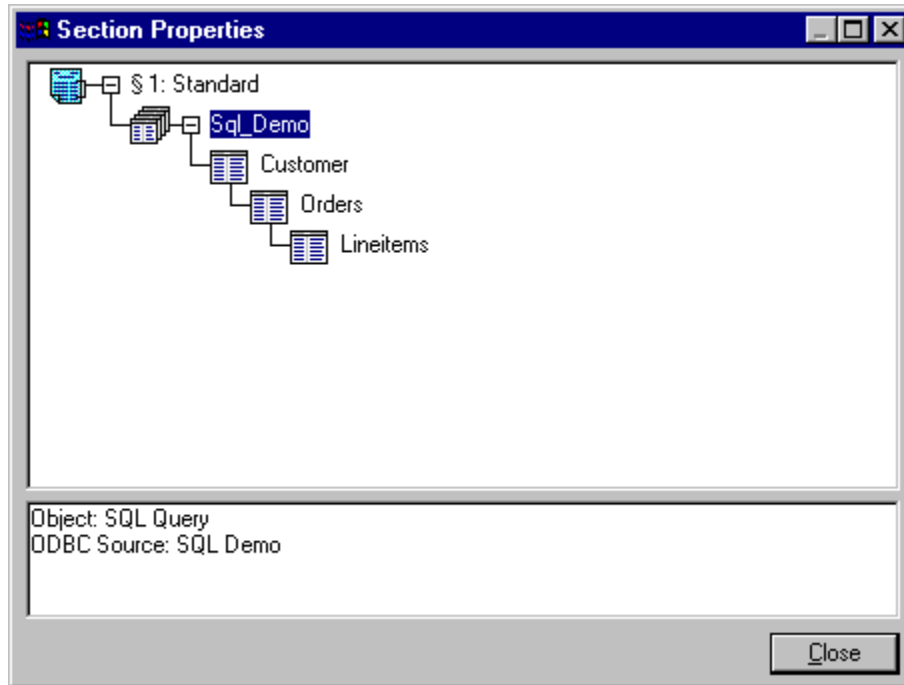 Section Properties
§ 1: Standard
Sql_Demo
Customer
Orders
Lineitems
Object: SQL Query
ODBC Source: SQL Demo
Close